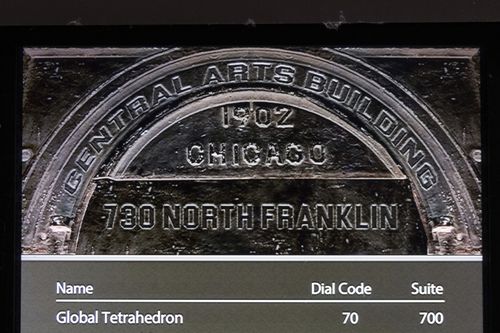 CENTRAL ARTS BUILDING
1902
CHICAGO
730 NORTH FRANKLIN
Name Dial Code Suite
Global Tetrahedron 70 700